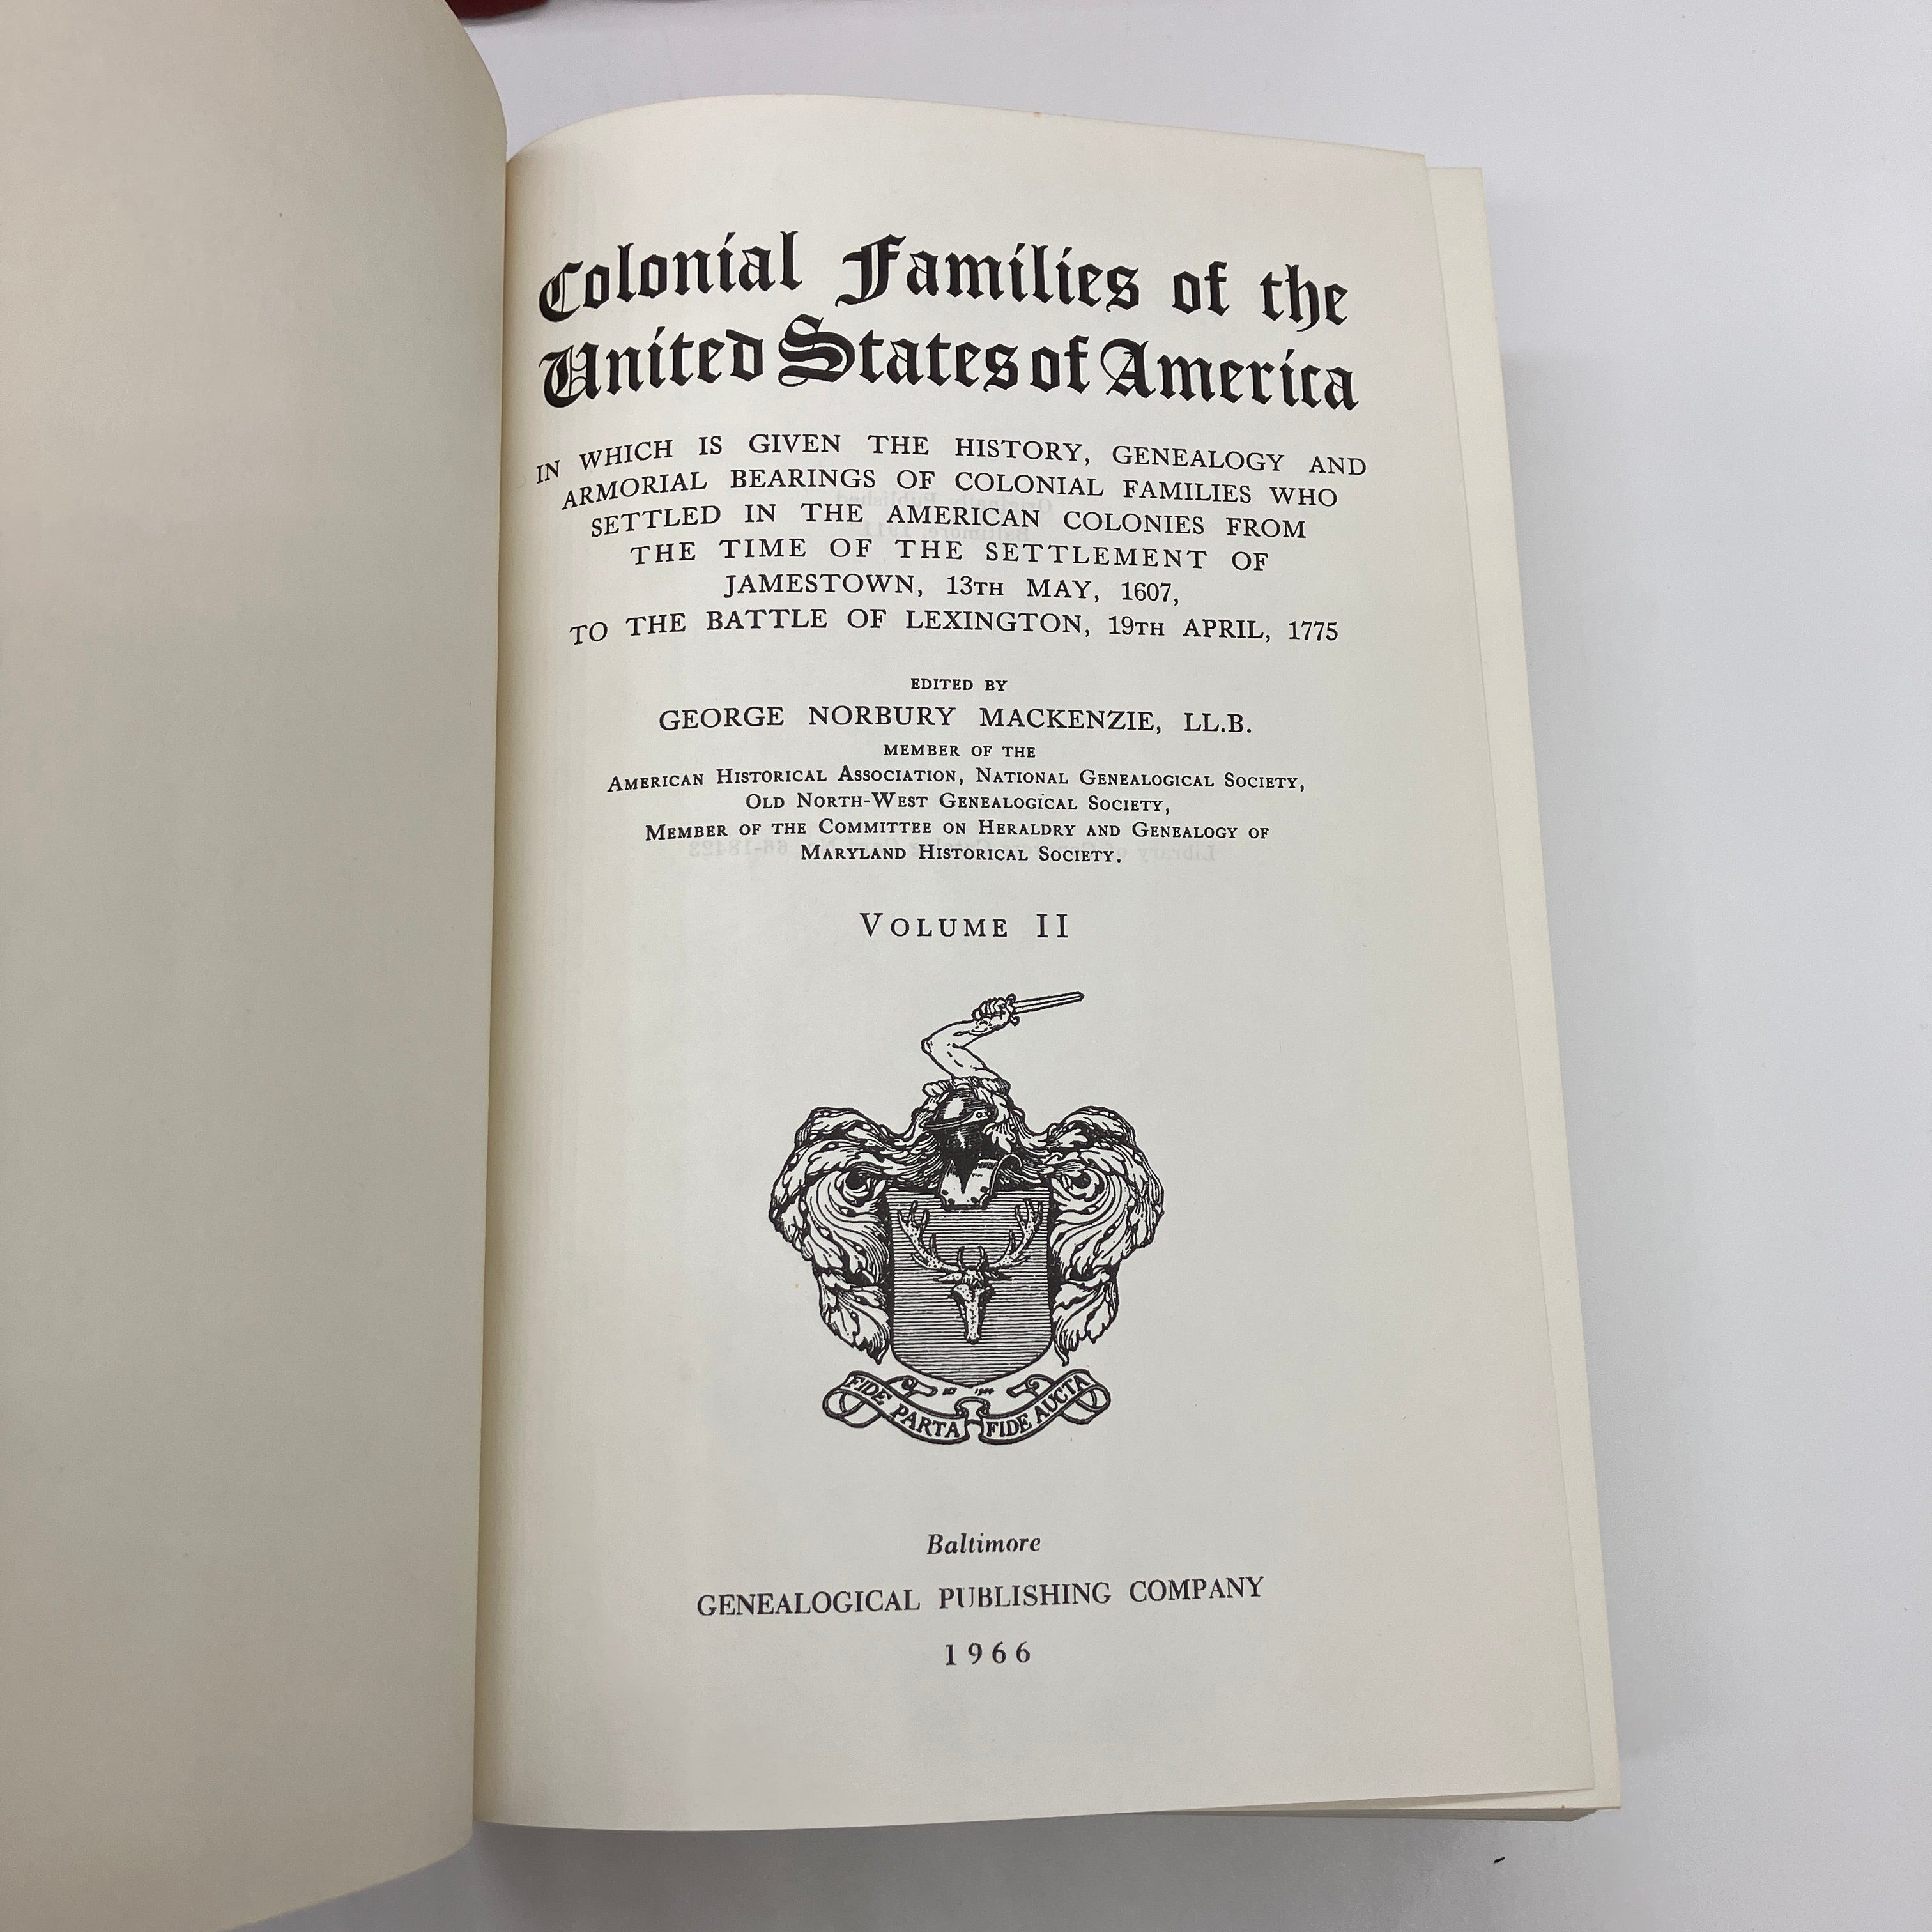 Colonial Families of the
United States of America
IN WHICH IS GIVEN THE HISTORY, GENEALOGY AND
ARMORIAL BEARINGS OF COLONIAL FAMILIES WHO
SETTLED IN THE AMERICAN COLONIES FROM
THE TIME OF THE SETTLEMENT OF
JAMESTOWN, 13TH MAY, 1607,
TO THE BATTLE OF LEXINGTON, 19TH APRIL, 1775
EDITED BY
GEORGE NORBURY MACKENZIE, LL.B.
MEMBER OF THE
AMERICAN HISTORICAL ASSOCIATION, NATIONAL GENEALOGICAL SOCIETY,
OLD NORTH-WEST GENEALOGICAL SOCIETY,
MEMBER OF THE COMMITTEE ON HERALDRY AND GENEALOGY OF
MARYLAND HISTORICAL SOCIETY.
VOLUME II
FIDE PARTA FIDE AUCTA
Baltimore
GENEALOGICAL PUBLISHING COMPANY
1966